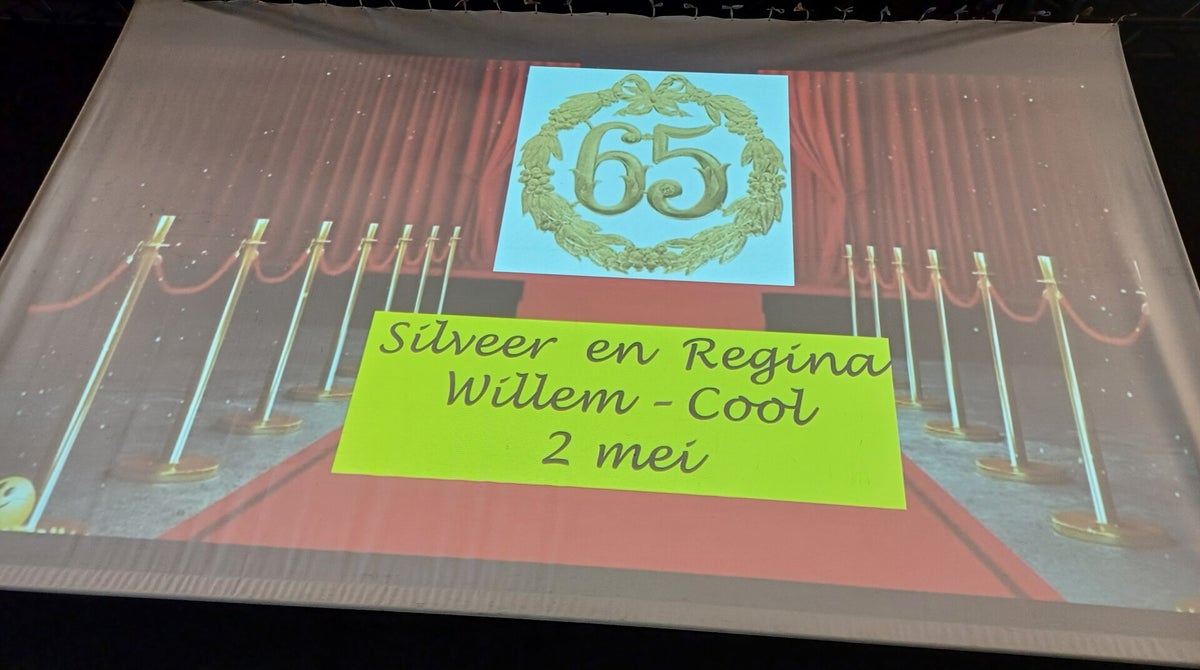 65
Silveer en Regina
Willem - Cool
2 mei